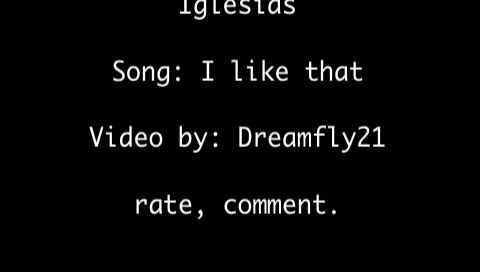 Iglesias
Song: I like that
Video by: Dreamfly21
rate, comment.